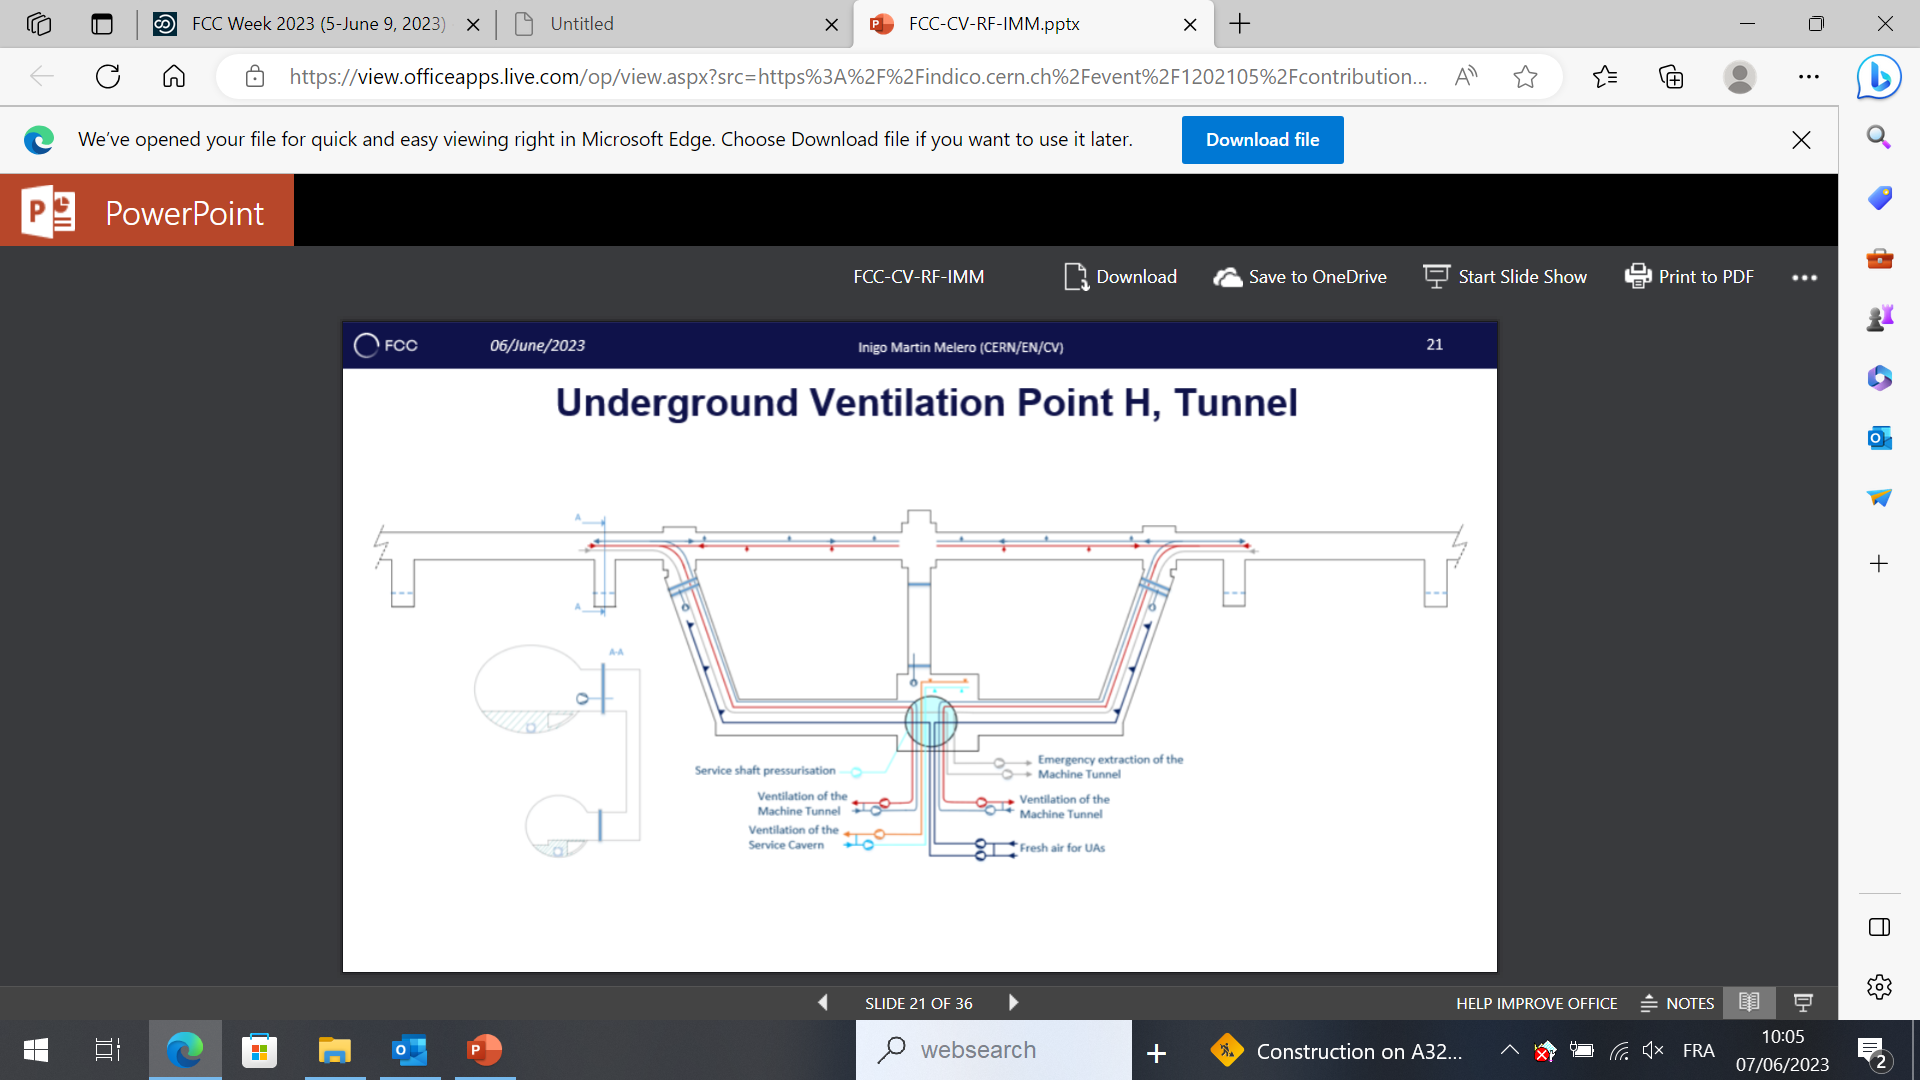 FCC Week 2023 (5-June 9, 2023)
Untitled
FCC-CV-RF-IMM.pptx
https://view.officeapps.live.com/op/view.aspx?src=https%3A%2F%2Findico.cern.ch%2Fevent%2F1202105%2Fcontribution...
We've opened your file for quick and easy viewing right in Microsoft Edge. Choose Download file if you want to use it later.
Download file
PowerPoint
FCC-CV-RF-IMM
Download
Save to OneDrive
Start Slide Show
Print to PDF
FCC
06/June/2023
Inigo Martin Melero (CERN/EN/CV)
21
Underground Ventilation Point H, Tunnel
A
A
A-A
Service shaft pressurisation
Emergency extraction of the
Machine Tunnel
Ventilation of the
Machine Tunnel
Ventilation of the
Machine Tunnel
Ventilation of the
Service Cavern
Fresh air for UAs
SLIDE 21 OF 36
HELP IMPROVE OFFICE
NOTES
websearch
Construction on A32...
FRA
10:05
07/06/2023
2